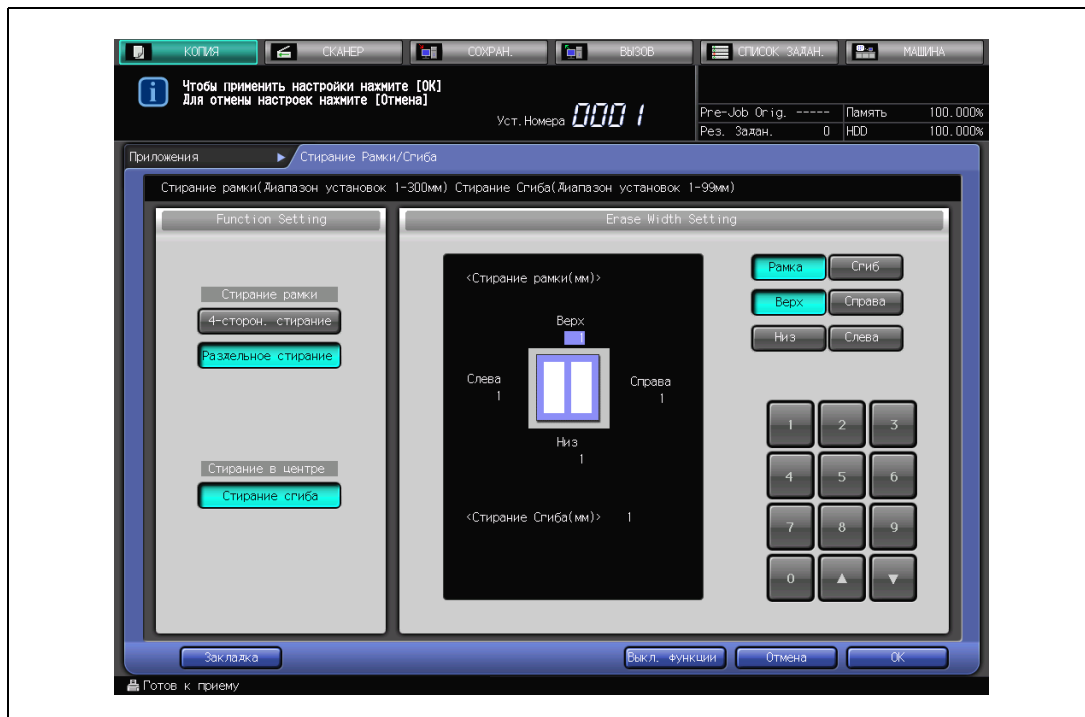 КОПИЯ СКАНЕР СОХРАН. ВЫЗОВ СПИСОК ЗАДАН. МАШИНА
Чтобы применить настройки нажмите [OK]
Для отмены настроек нажмите [Отмена]
Уст.Номера 0001
Pre-Job Orig. ----- Память 100.000%
Рез. Задан. 0 HDD 100.000%
Приложения Стирание Рамки/Сгиба
Стирание рамки(Диапазон установок 1-300мм) Стирание Сгиба(Диапазон установок 1-99мм)
Function Setting Erase Width Setting
<Стирание рамки(мм)>
Рамка Сгиб
Стирание рамки
Верх Справа
4-сторон. стирание
Верх
1
Низ Слева
Раздельное стирание
Слева Справа
1 1
1 2 3
Низ
1
Стирание в центре
4 5 6
Стирание сгиба
<Стирание Сгиба(мм)> 1
7 8 9
0 ▲ ▼
Закладка Выкл. функции Отмена OK
Готов к приему